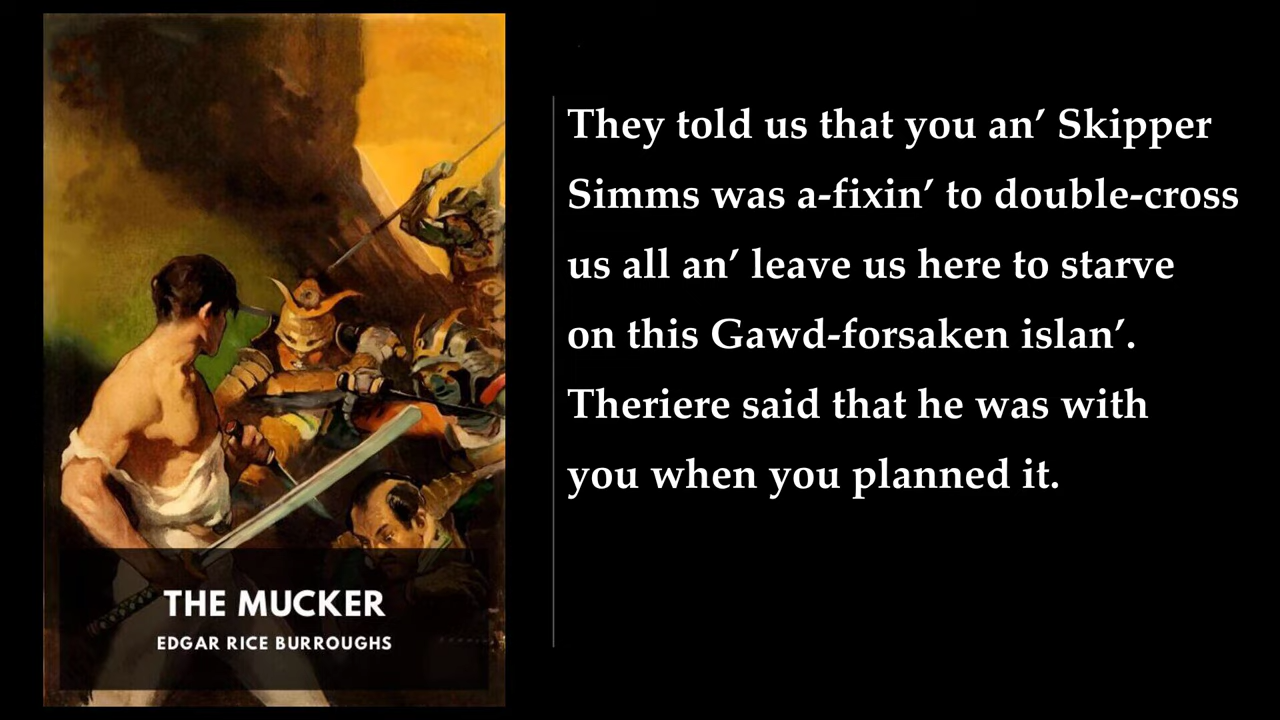 THE MUCKER
EDGAR RICE BURROUGHS
They told us that you an’ Skipper
Simms was a-fixin’ to double-cross
us all an’ leave us here to starve
on this Gawd-forsaken islan’.
Theriere said that he was with
you when you planned it.